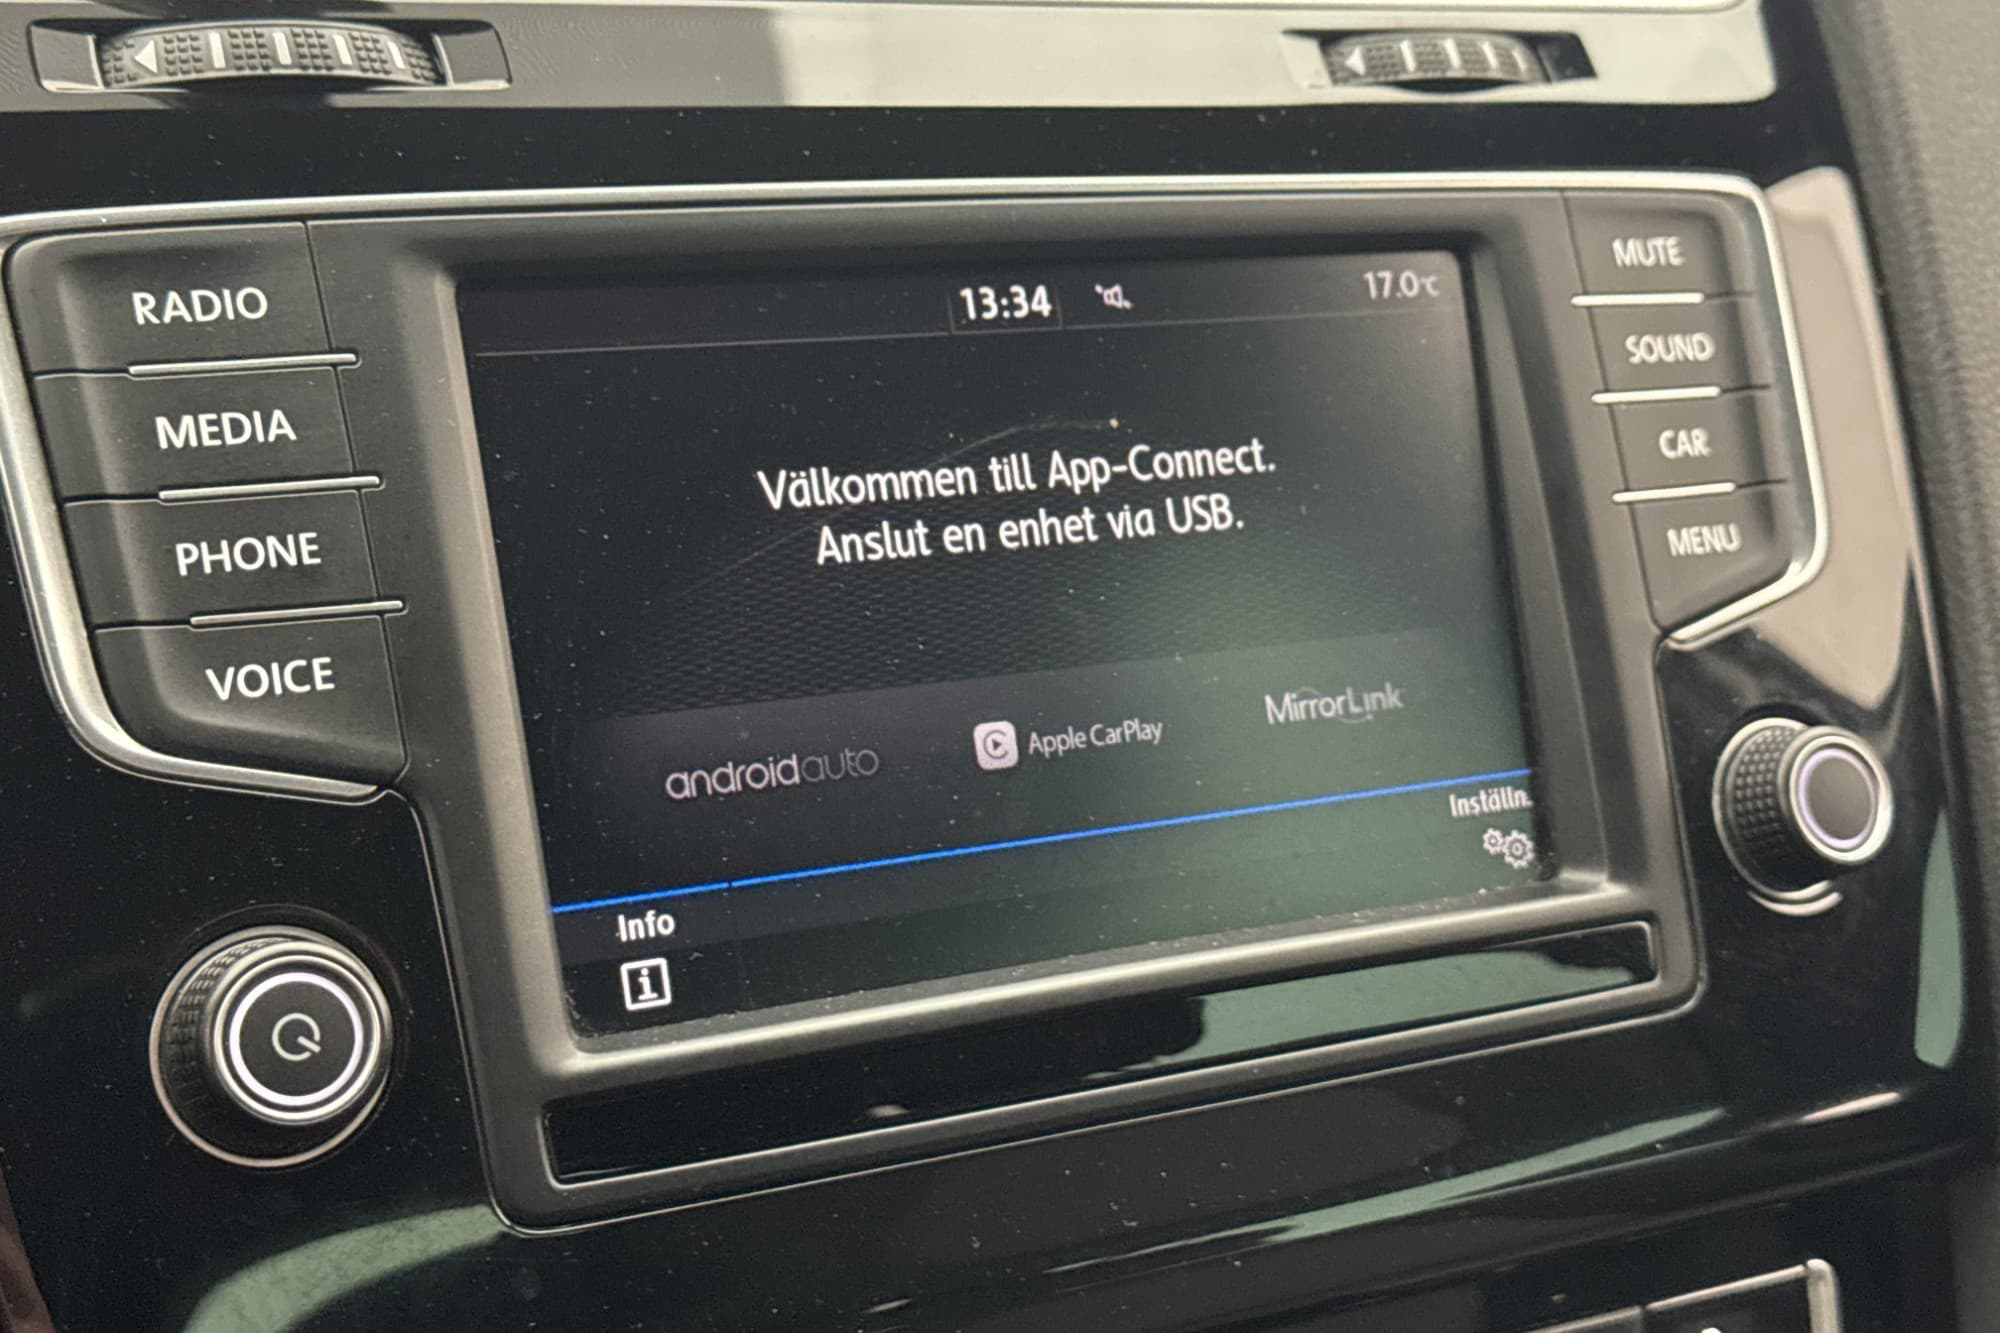 13:34
17.0°C
RADIO
MEDIA
PHONE
VOICE
Välkommen till App-Connect.
Anslut en enhet via USB.
androidauto
Apple CarPlay
MirrorLink
Info
Inställn.
MUTE
SOUND
CAR
MENU